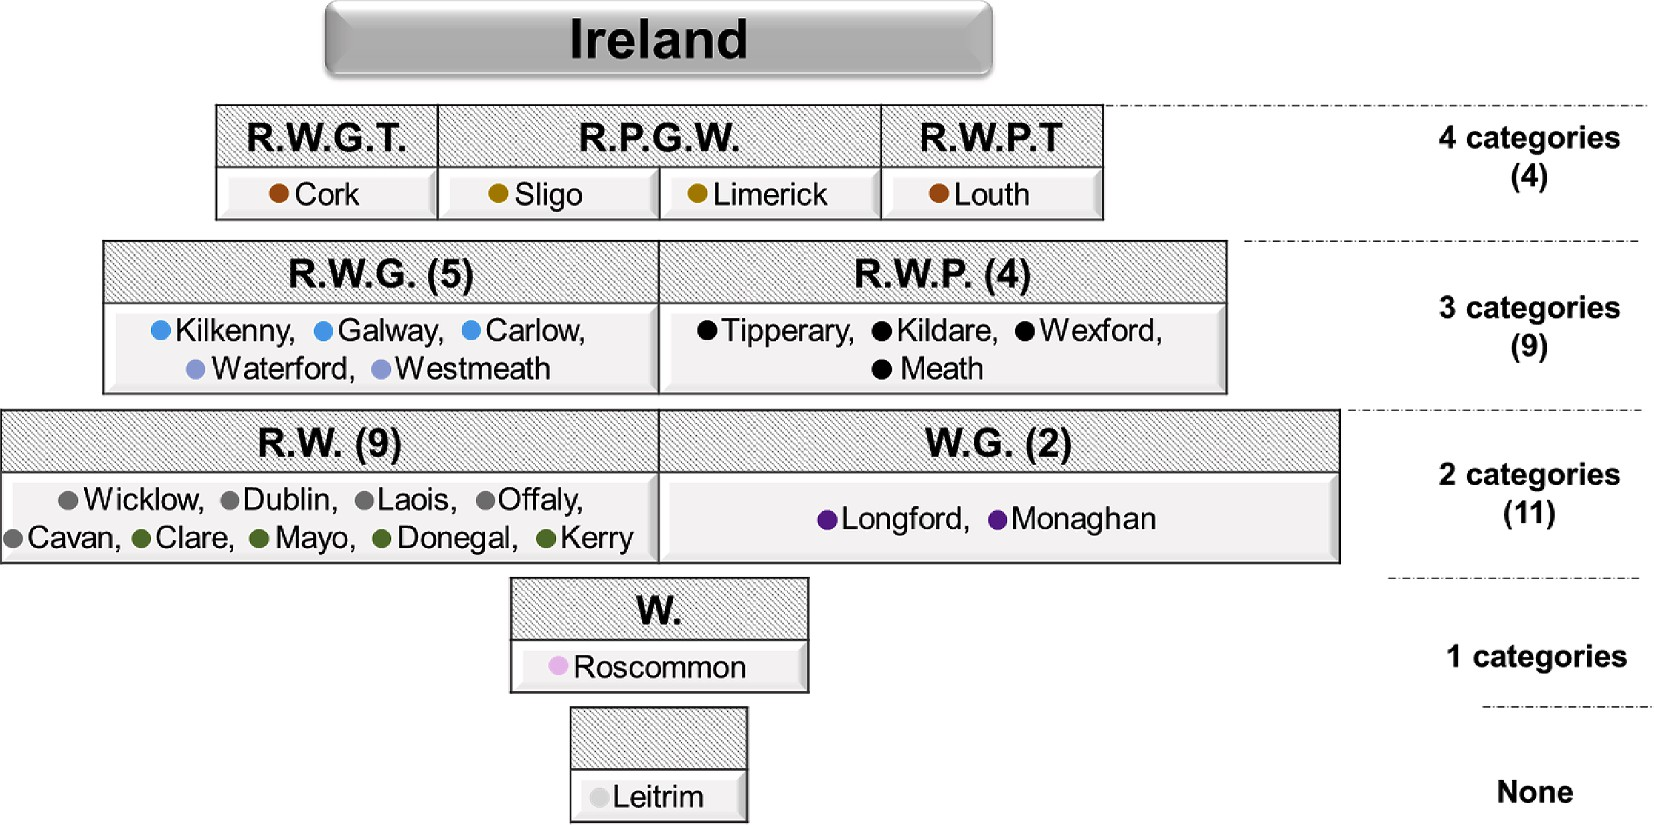 Ireland
R.W.G.T. R.P.G.W. R.W.P.T
4 categories
(4)
Cork Sligo Limerick Louth
R.W.G. (5) R.W.P. (4)
3 categories
(9)
Kilkenny, Galway, Carlow,
Waterford, Westmeath
Tipperary, Kildare, Wexford,
Meath
R.W. (9) W.G. (2)
2 categories
(11)
Wicklow, Dublin, Laois, Offaly,
Cavan, Clare, Mayo, Donegal, Kerry
Longford, Monaghan
W.
Roscommon
1 categories
Leitrim
None